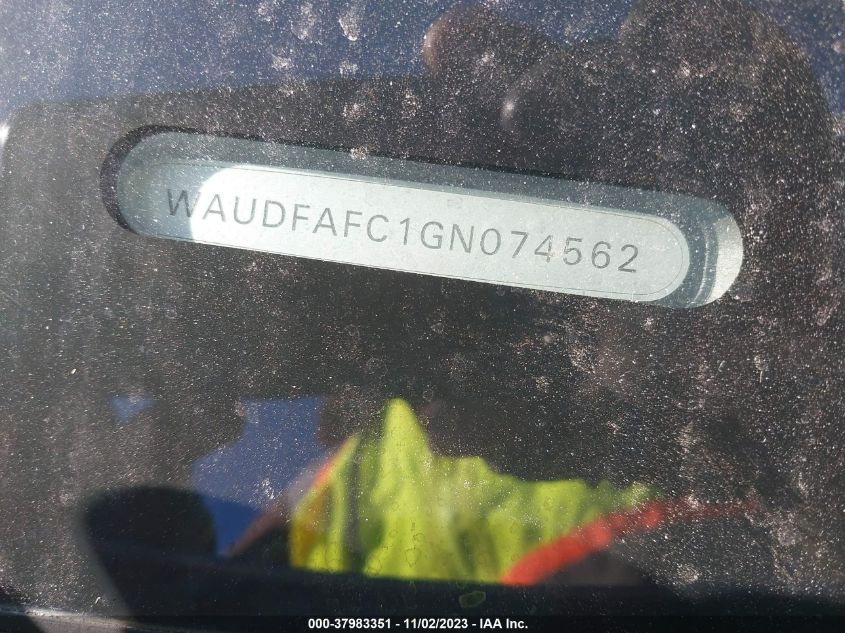 WAUDFAFC1GN074562
000-37983351 - 11/02/2023 - IAA Inc.